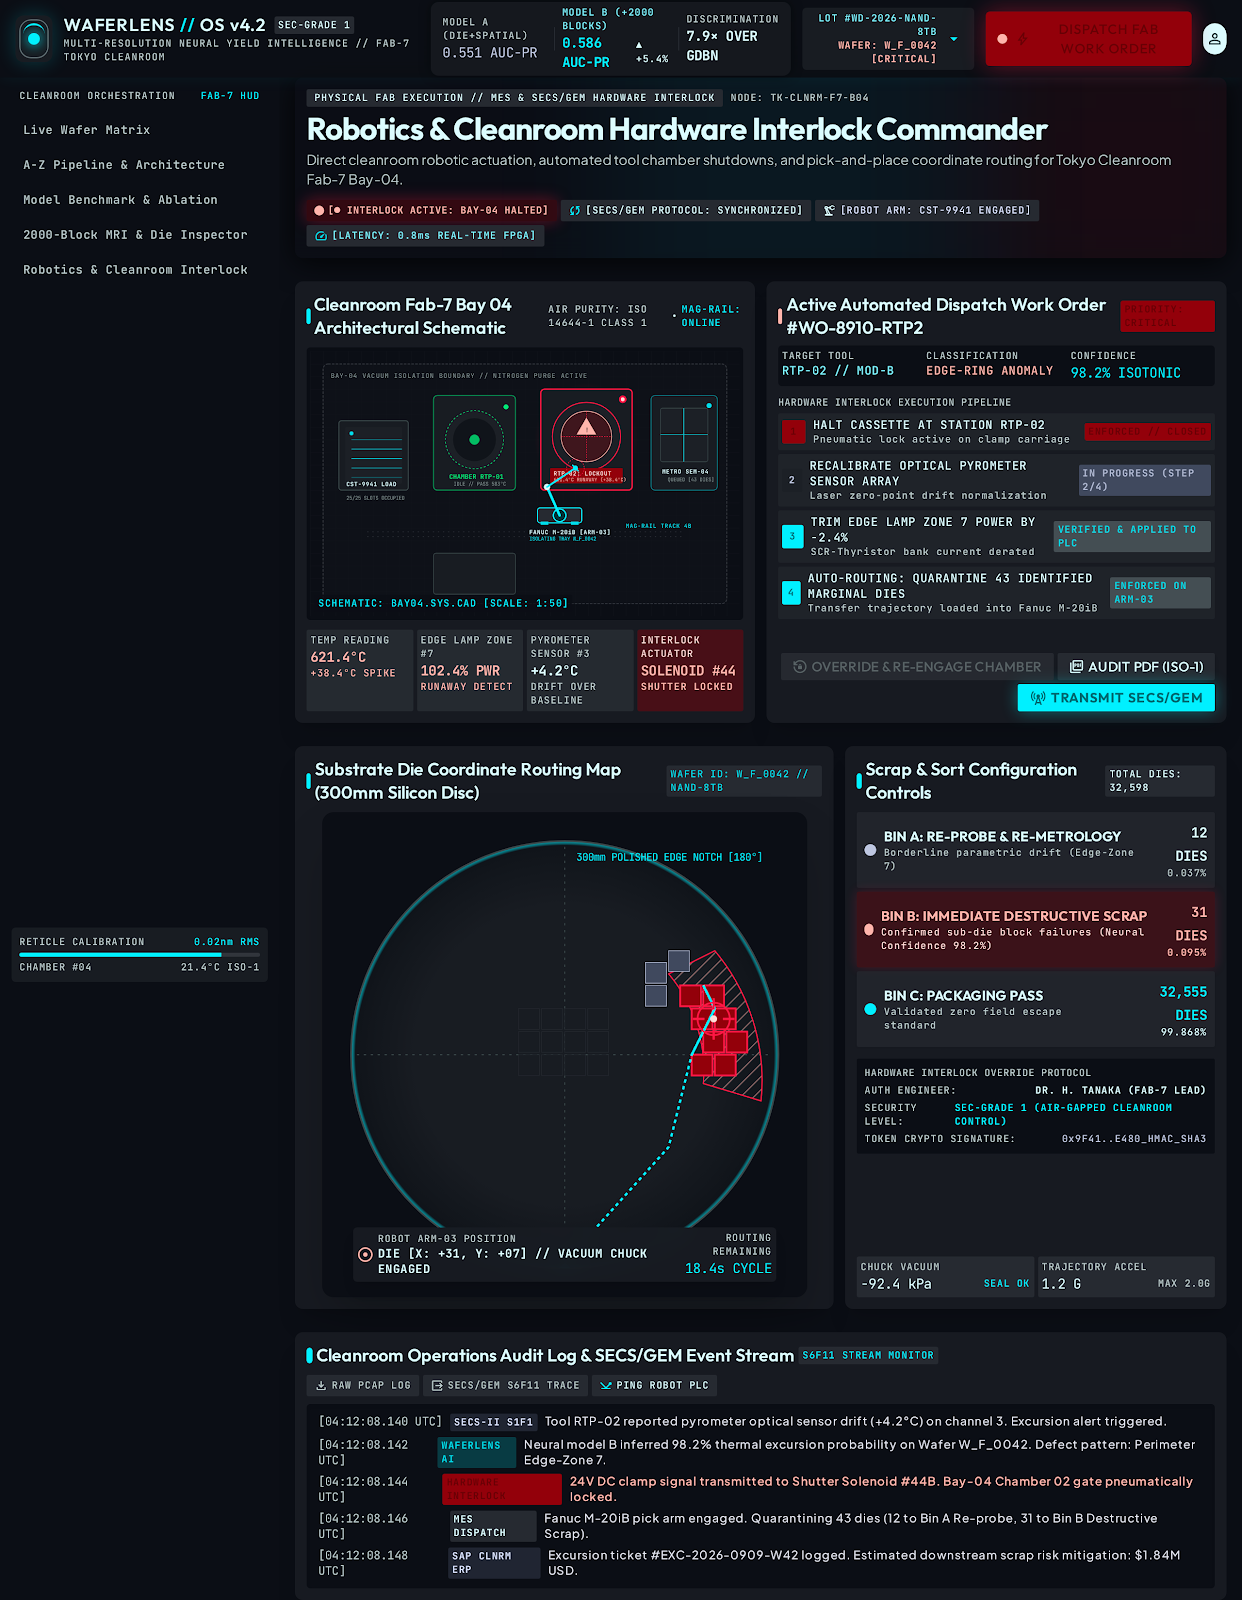 WAFERLENS // OS v4.2 SEC-GRADE 1
MULTI-RESOLUTION NEURAL YIELD INTELLIGENCE // FAB-7
TOKYO CLEANROOM
MODEL A
(DIE+SPATIAL)
0.551 AUC-PR
MODEL B (+2000
BLOCKS)
0.586
AUC-PR
▲
+5.4%
DISCRIMINATION
7.9× OVER
GDBN
LOT #WD-2026-NAND-
8TB
WAFER: W_F_0042
[CRITICAL]
DISPATCH FAB
WORK ORDER
CLEANROOM ORCHESTRATION FAB-7 HUD
Live Wafer Matrix
A-Z Pipeline & Architecture
Model Benchmark & Ablation
2000-Block MRI & Die Inspector
Robotics & Cleanroom Interlock
RETICLE CALIBRATION 0.02nm RMS
CHAMBER #04 21.4°C ISO-1
PHYSICAL FAB EXECUTION // MES & SECS/GEM HARDWARE INTERLOCK NODE: TK-CLNRM-F7-B04
Robotics & Cleanroom Hardware Interlock Commander
Direct cleanroom robotic actuation, automated tool chamber shutdowns, and pick-and-place coordinate routing for Tokyo Cleanroom
Fab-7 Bay-04.
[● INTERLOCK ACTIVE: BAY-04 HALTED] [SECS/GEM PROTOCOL: SYNCHRONIZED] [ROBOT ARM: CST-9941 ENGAGED]
[LATENCY: 0.8ms REAL-TIME FPGA]
Cleanroom Fab-7 Bay 04
Architectural Schematic
AIR PURITY: ISO
14644-1 CLASS 1
• MAG-RAIL:
ONLINE
BAY-04 VACUUM ISOLATION BOUNDARY // NITROGEN PURGE ACTIVE
CST-9941 LOAD
25/25 SLOTS OCCUPIED
CHAMBER RTP-01
IDLE // PASS 583°C
RTP-02: LOCKOUT
621.4°C RUNAWAY (+38.4°C)
METRO SEM-04
QUEUED [43 DIES]
FANUC M-20iB [ARM-03]
ISOLATING TRAY W_F_0042
MAG-RAIL TRACK 4B
SCHEMATIC: BAY04.SYS.CAD [SCALE: 1:50]
TEMP READING
621.4°C
+38.4°C SPIKE
EDGE LAMP ZONE
#7
102.4% PWR
RUNAWAY DETECT
PYROMETER
SENSOR #3
+4.2°C
DRIFT OVER
BASELINE
INTERLOCK
ACTUATOR
SOLENOID #44
SHUTTER LOCKED
Active Automated Dispatch Work Order
#WO-8910-RTP2
PRIORITY:
CRITICAL
TARGET TOOL
RTP-02 // MOD-B
CLASSIFICATION
EDGE-RING ANOMALY
CONFIDENCE
98.2% ISOTONIC
HARDWARE INTERLOCK EXECUTION PIPELINE
1
HALT CASSETTE AT STATION RTP-02
Pneumatic lock active on clamp carriage
ENFORCED // CLOSED
2
RECALIBRATE OPTICAL PYROMETER
SENSOR ARRAY
Laser zero-point drift normalization
IN PROGRESS (STEP
2/4)
3
TRIM EDGE LAMP ZONE 7 POWER BY
-2.4%
SCR-Thyristor bank current derated
VERIFIED & APPLIED TO
PLC
4
AUTO-ROUTING: QUARANTINE 43 IDENTIFIED
MARGINAL DIES
Transfer trajectory loaded into Fanuc M-20iB
ENFORCED ON
ARM-03
OVERRIDE & RE-ENGAGE CHAMBER
AUDIT PDF (ISO-1)
TRANSMIT SECS/GEM
Substrate Die Coordinate Routing Map
(300mm Silicon Disc)
WAFER ID: W_F_0042 //
NAND-8TB
300mm POLISHED EDGE NOTCH [180°]
ROBOT ARM-03 POSITION
DIE [X: +31, Y: +07] // VACUUM CHUCK
ENGAGED
ROUTING
REMAINING
18.4s CYCLE
Scrap & Sort Configuration
Controls
TOTAL DIES:
32,598
BIN A: RE-PROBE & RE-METROLOGY
Borderline parametric drift (Edge-Zone
7)
12
DIES
0.037%
BIN B: IMMEDIATE DESTRUCTIVE SCRAP
Confirmed sub-die block failures (Neural
Confidence 98.2%)
31
DIES
0.095%
BIN C: PACKAGING PASS
Validated zero field escape
standard
32,555
DIES
99.868%
HARDWARE INTERLOCK OVERRIDE PROTOCOL
AUTH ENGINEER: DR. H. TANAKA (FAB-7 LEAD)
SECURITY
LEVEL:
SEC-GRADE 1 (AIR-GAPPED CLEANROOM
CONTROL)
TOKEN CRYPTO SIGNATURE: 0x9F41..E480_HMAC_SHA3
CHUCK VACUUM
-92.4 kPa SEAL OK
TRAJECTORY ACCEL
1.2 G MAX 2.0G
Cleanroom Operations Audit Log & SECS/GEM Event Stream S6F11 STREAM MONITOR
RAW PCAP LOG SECS/GEM S6F11 TRACE PING ROBOT PLC
[04:12:08.140 UTC] SECS-II S1F1 Tool RTP-02 reported pyrometer optical sensor drift (+4.2°C) on channel 3. Excursion alert triggered.
[04:12:08.142
UTC]
WAFERLENS
AI
Neural model B inferred 98.2% thermal excursion probability on Wafer W_F_0042. Defect pattern: Perimeter
Edge-Zone 7.
[04:12:08.144
UTC]
HARDWARE
INTERLOCK
24V DC clamp signal transmitted to Shutter Solenoid #44B. Bay-04 Chamber 02 gate pneumatically
locked.
[04:12:08.146
UTC]
MES
DISPATCH
Fanuc M-20iB pick arm engaged. Quarantining 43 dies (12 to Bin A Re-probe, 31 to Bin B Destructive
Scrap).
[04:12:08.148
UTC]
SAP CLNRM
ERP
Excursion ticket #EXC-2026-0909-W42 logged. Estimated downstream scrap risk mitigation: $1.84M
USD.